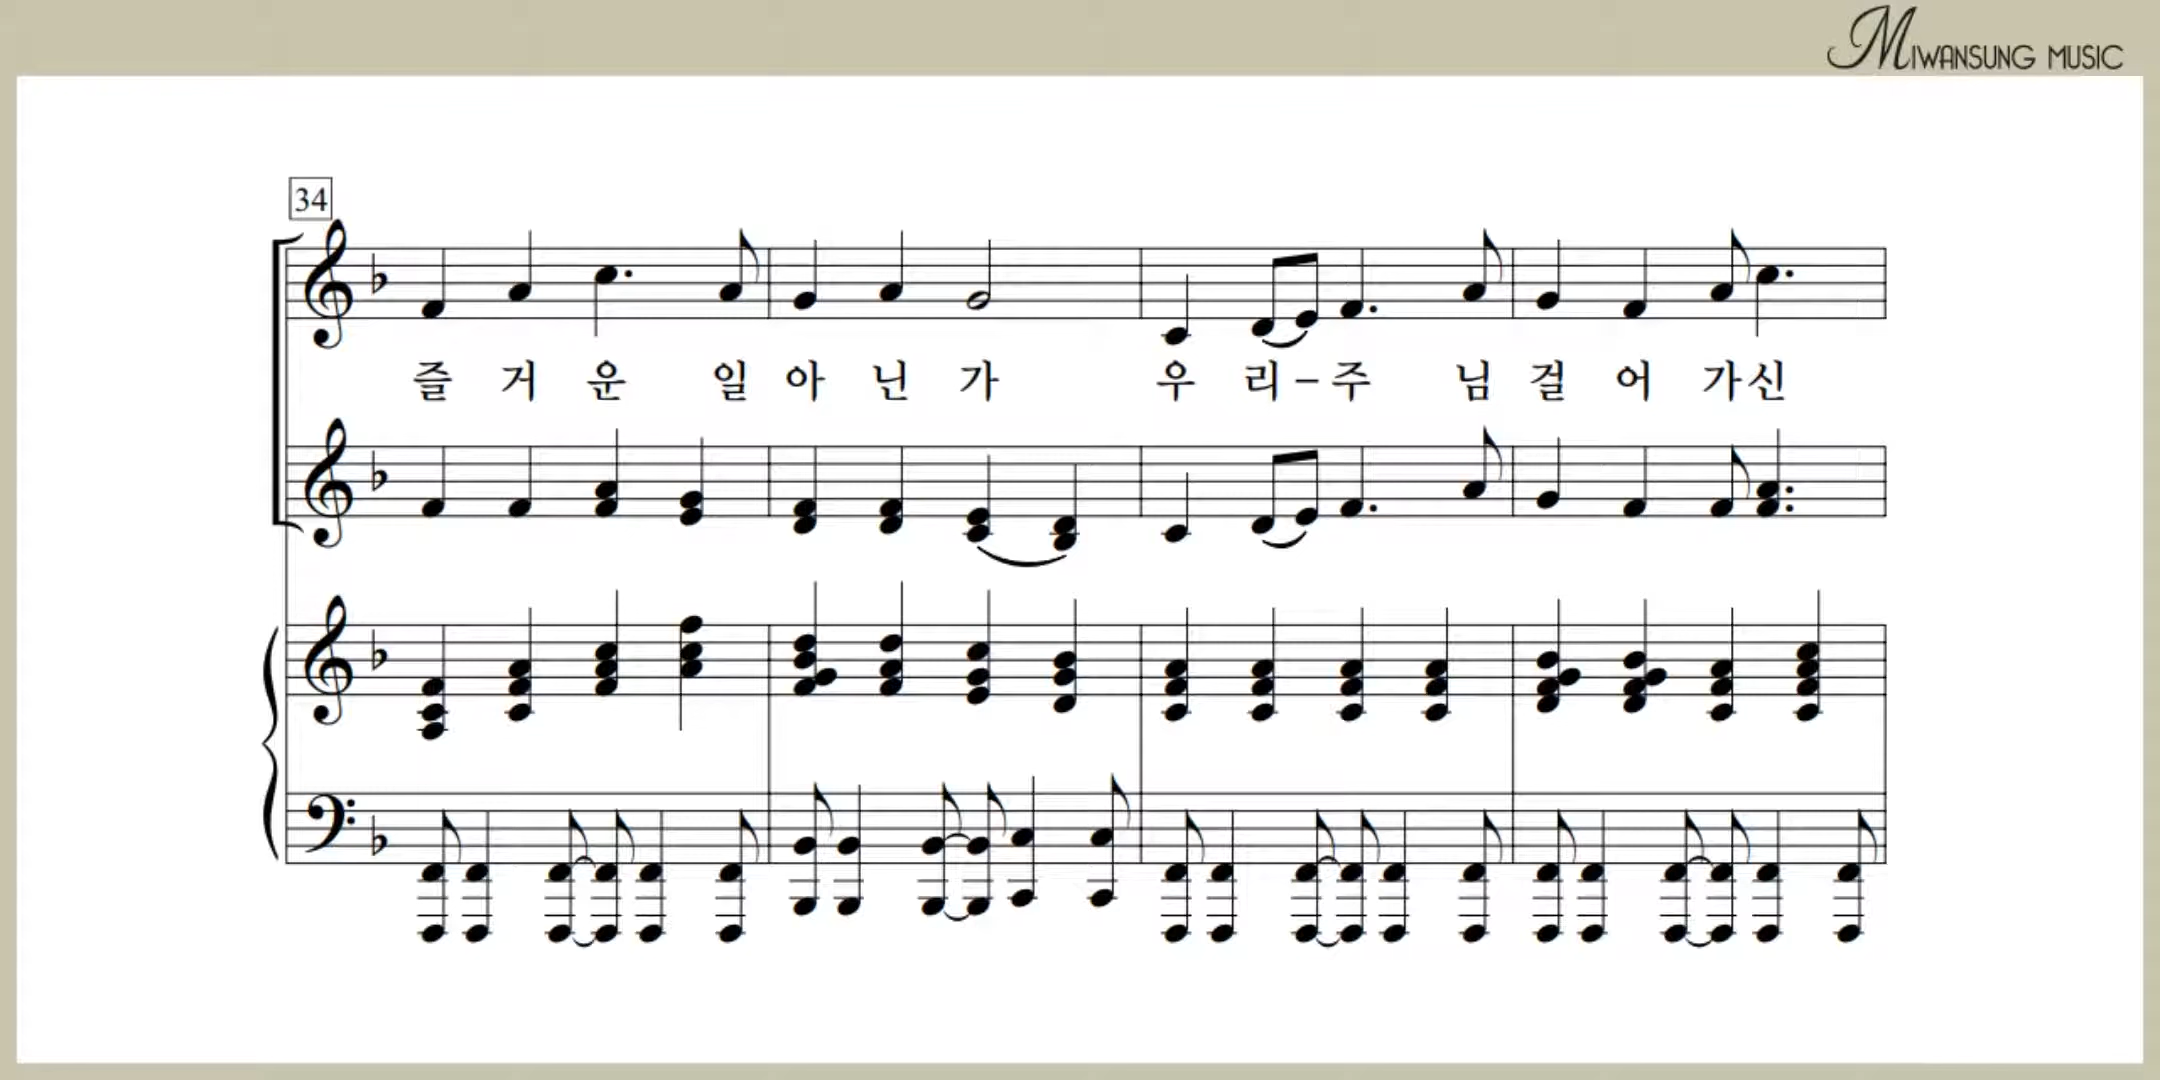 MIWANSUNG MUSIC
34
즐 거 운 일 아 닌 가 우 리 – 주 님 걸 어 가 신